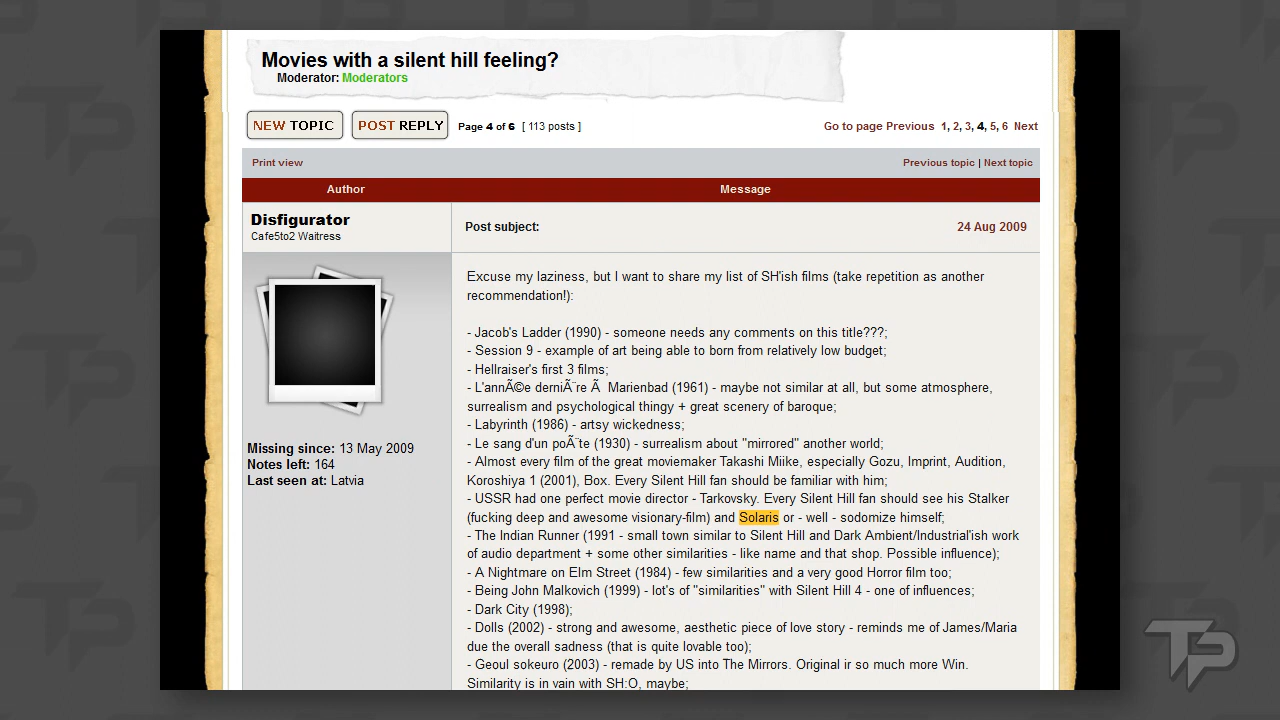 Movies with a silent hill feeling?
Moderator: Moderators
NEW TOPIC POST REPLY Page 4 of 6 [ 113 posts ] Go to page Previous 1, 2, 3, 4, 5, 6 Next
Print view Previous topic | Next topic
Author Message
Disfigurator
Cafe5to2 Waitress
Post subject: 24 Aug 2009
Excuse my laziness, but I want to share my list of SH'ish films (take repetition as another
recommendation!):
- Jacob's Ladder (1990) - someone needs any comments on this title???;
- Session 9 - example of art being able to born from relatively low budget;
- Hellraiser's first 3 films;
- L'annÃ©e derniÃ¨re Ã  Marienbad (1961) - maybe not similar at all, but some atmosphere,
surrealism and psychological thingy + great scenery of baroque;
- Labyrinth (1986) - artsy wickedness;
- Le sang d'un poÃ¨te (1930) - surrealism about "mirrored" another world;
- Almost every film of the great moviemaker Takashi Miike, especially Gozu, Imprint, Audition,
Koroshiya 1 (2001), Box. Every Silent Hill fan should be familiar with him;
- USSR had one perfect movie director - Tarkovsky. Every Silent Hill fan should see his Stalker
(fucking deep and awesome visionary-film) and Solaris or - well - sodomize himself;
- The Indian Runner (1991 - small town similar to Silent Hill and Dark Ambient/Industrial'ish work
of audio department + some other similarities - like name and that shop. Possible influence);
- A Nightmare on Elm Street (1984) - few similarities and a very good Horror film too;
- Being John Malkovich (1999) - lot's of "similarities" with Silent Hill 4 - one of influences;
- Dark City (1998);
- Dolls (2002) - strong and awesome, aesthetic piece of love story - reminds me of James/Maria
due the overall sadness (that is quite lovable too);
- Geoul sokeuro (2003) - remade by US into The Mirrors. Original ir so much more Win.
Similarity is in vain with SH:O, maybe;
Missing since: 13 May 2009
Notes left: 164
Last seen at: Latvia
TP